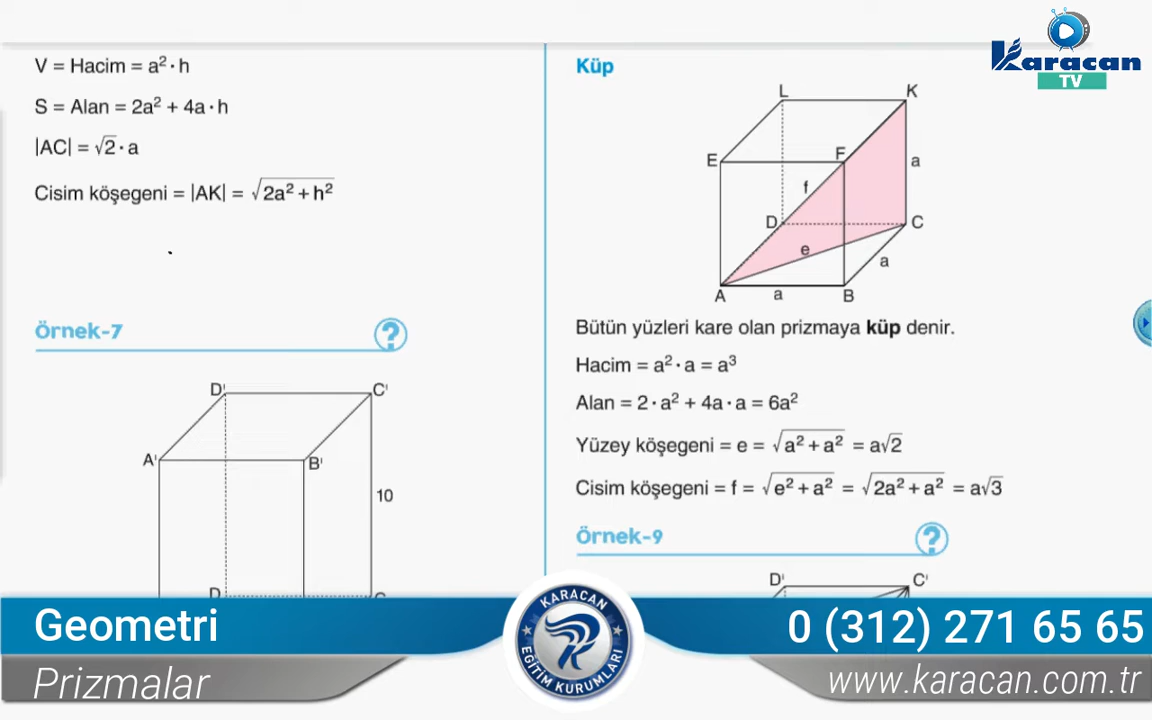 V = Hacim = a² · h
S = Alan = 2a² + 4a · h
|AC| = √2 · a
Cisim köşegeni = |AK| = √(2a² + h²)
Örnek-7
?
D'
C'
A'
B'
10
D
C
Küp
L
K
E
F
a
f
D
C
e
a
A
a
B
Bütün yüzleri kare olan prizmaya küp denir.
Hacim = a² · a = a³
Alan = 2 · a² + 4a · a = 6a²
Yüzey köşegeni = e = √(a² + a²) = a√2
Cisim köşegeni = f = √(e² + a²) = √(2a² + a²) = a√3
Örnek-9
?
D'
C'
Karacan
TV
Geometri
Prizmalar
KARACAN
EĞİTİM KURUMLARI
0 (312) 271 65 65
www.karacan.com.tr